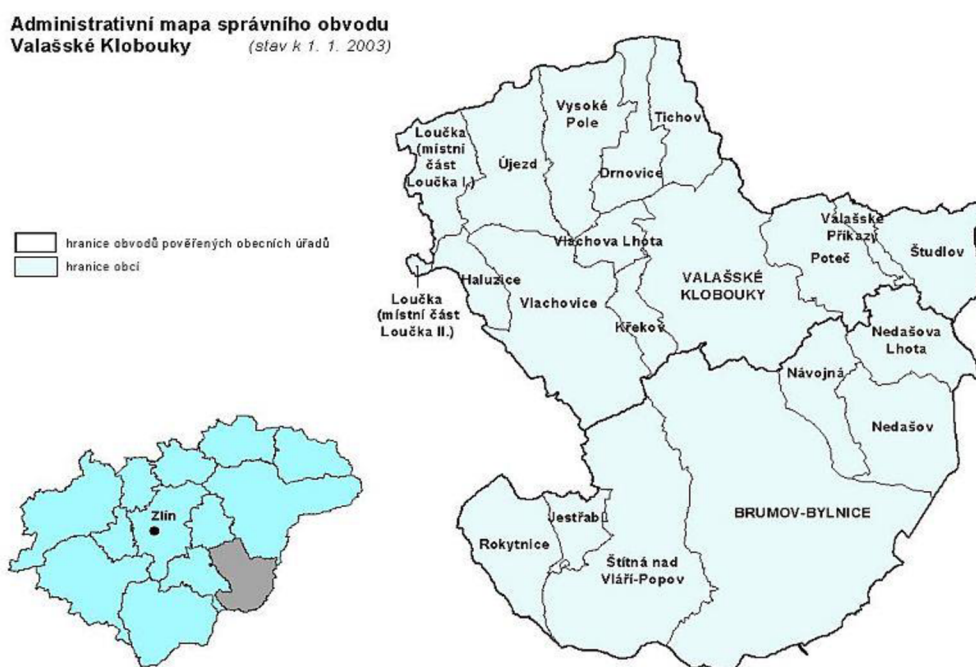 Administrativní mapa správního obvodu
Valašské Klobouky (stav k 1. 1. 2003)
Loučka
(místní
část
Loučka I.)
Újezd
Vysoké
Pole
Tichov
Drnovice
hranice obvodů pověřených obecních úřadů
hranice obcí
Vlachova Lhota
Valašské
Příkazy
Poteč
Študlov
Haluzice
Vlachovice
VALAŠSKÉ
KLOBOUKY
Loučka
(místní část
Loučka II.)
Křekov
Nedašova
Lhota
Návojná
Nedašov
Zlín
BRUMOV-BYLNICE
Jestřabí
Rokytnice
Štítná nad
Vláří-Popov